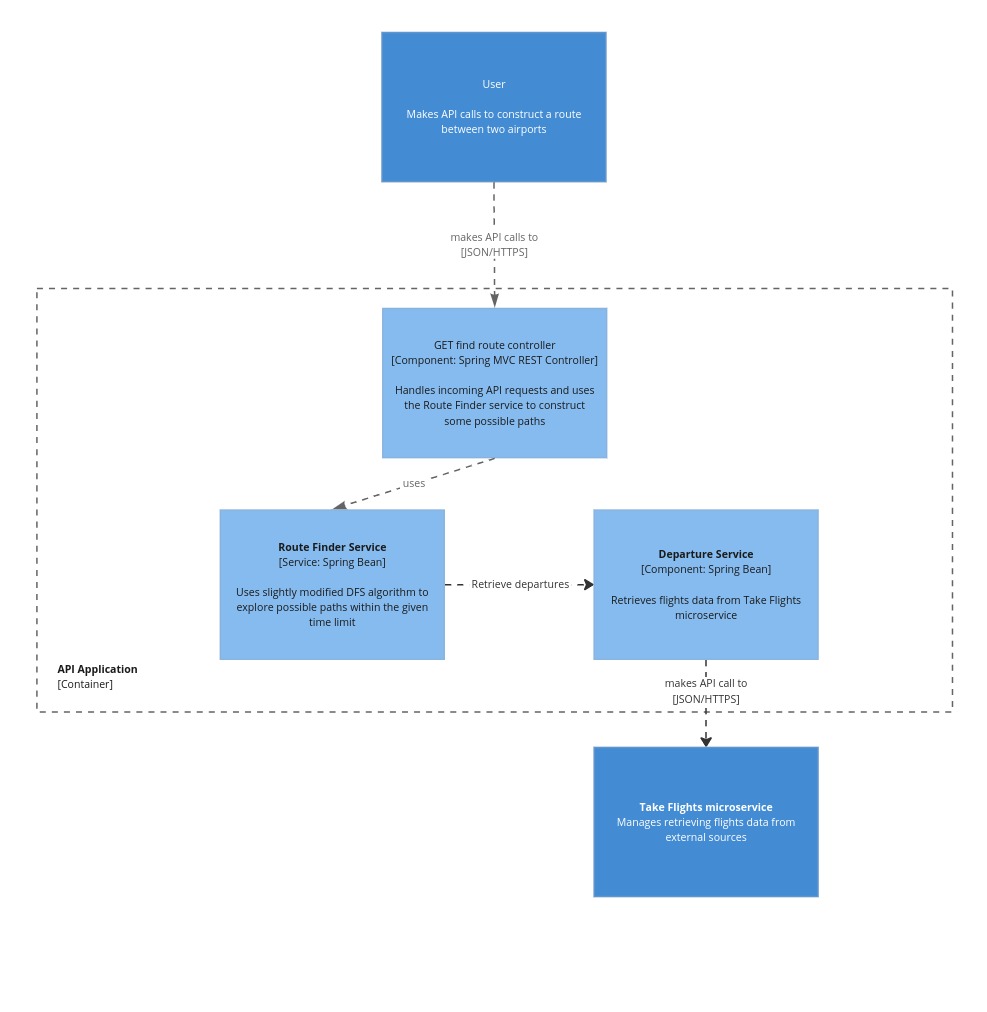 User
Makes API calls to construct a route
between two airports
makes API calls to
[JSON/HTTPS]
GET find route controller
[Component: Spring MVC REST Controller]
Handles incoming API requests and uses
the Route Finder service to construct
some possible paths
uses
Route Finder Service
[Service: Spring Bean]
Uses slightly modified DFS algorithm to
explore possible paths within the given
time limit
Retrieve departures
Departure Service
[Component: Spring Bean]
Retrieves flights data from Take Flights
microservice
API Application
[Container]
makes API call to
[JSON/HTTPS]
Take Flights microservice
Manages retrieving flights data from
external sources